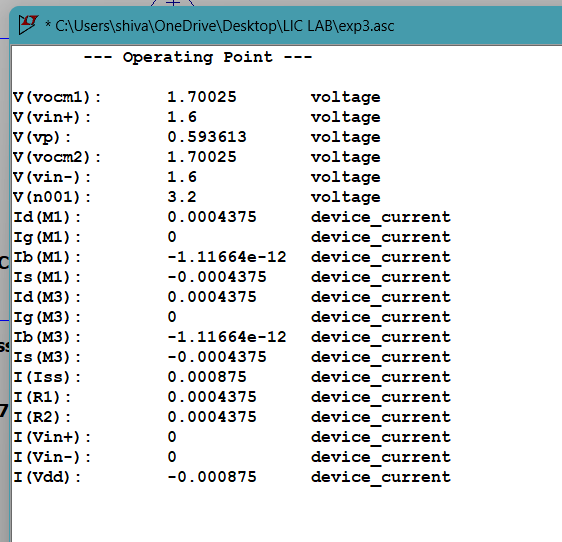 * C:\Users\shiva\OneDrive\Desktop\LIC LAB\exp3.asc
--- Operating Point ---
V(vocm1): 1.70025 voltage
V(vin+): 1.6 voltage
V(vp): 0.593613 voltage
V(vocm2): 1.70025 voltage
V(vin-): 1.6 voltage
V(n001): 3.2 voltage
Id(M1): 0.0004375 device_current
Ig(M1): 0 device_current
Ib(M1): -1.11664e-12 device_current
Is(M1): -0.0004375 device_current
Id(M3): 0.0004375 device_current
Ig(M3): 0 device_current
Ib(M3): -1.11664e-12 device_current
Is(M3): -0.0004375 device_current
I(Iss): 0.000875 device_current
I(R1): 0.0004375 device_current
I(R2): 0.0004375 device_current
I(Vin+): 0 device_current
I(Vin-): 0 device_current
I(Vdd): -0.000875 device_current